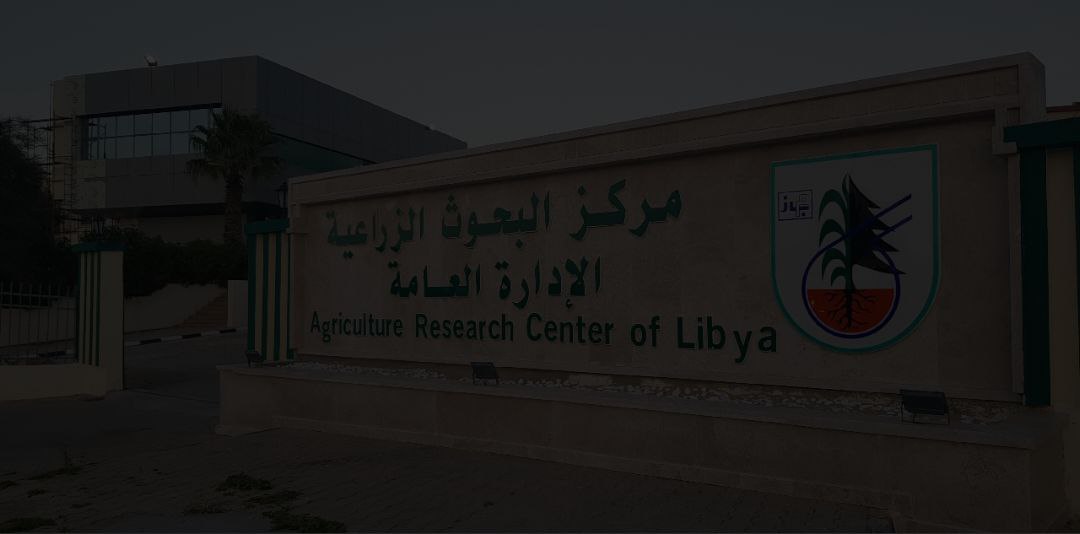 مركز البحوث الزراعية
الإدارة العامة
Agriculture Research Center of Libya